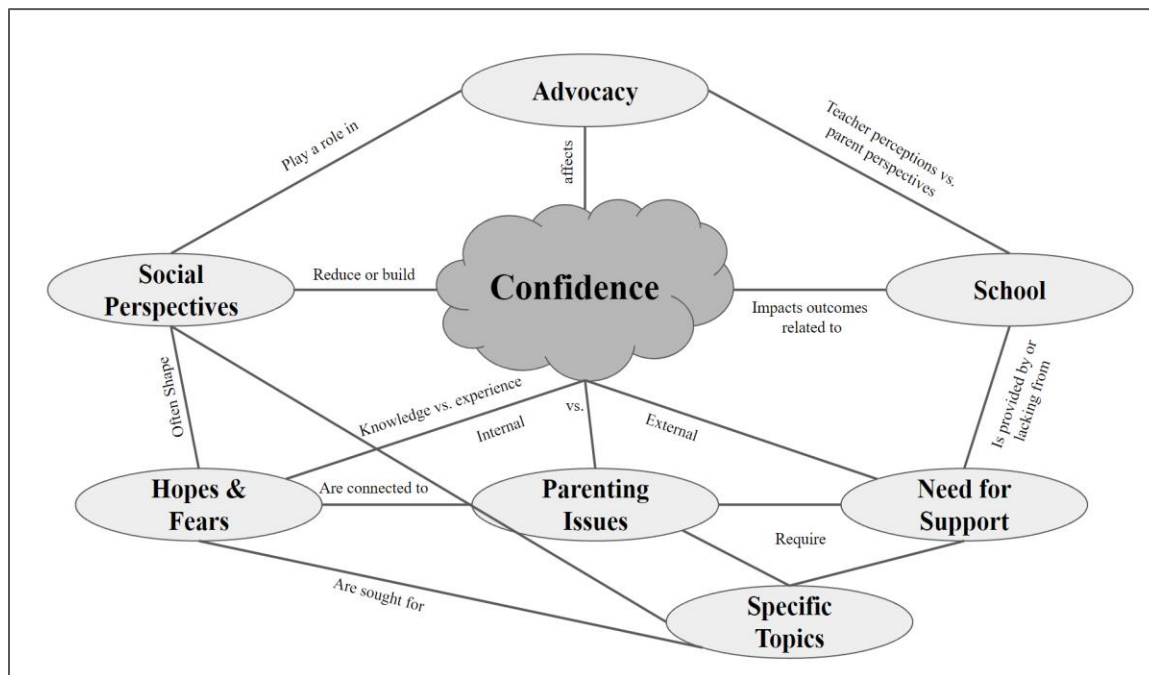 Advocacy
Play a role in
affects
Teacher perceptions vs.
parent perspectives
Social
Perspectives
Reduce or build
Confidence
Impacts outcomes
related to
School
Often Shape
Knowledge vs. experience
Internal
vs.
External
Is provided by or
lacking from
Hopes &
Fears
Are connected to
Parenting
Issues
Need for
Support
Require
Are sought for
Specific
Topics